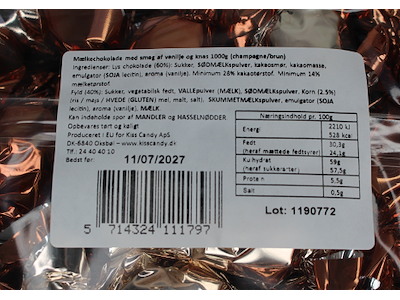 Mælkechokolade med smag af vanilje og knas 1000g (champagne/brun)
Ingredienser: Lys chokolade (60%): Sukker, SØDMÆLKSpulver, kakaosmør, kakaomasse,
emulgator (SOJA lecitin), aroma (vanilje). Minimum 28% kakaotørstof. Minimum 14%
mælketørstof
Fyld (40%): Sukker, vegetabilsk fedt, VALLEpulver (MÆLK), SØDMÆLKSpulver, Korn (2.5%)
(ris / majs / HVEDE (GLUTEN) mel, malt, salt). SKUMMETMÆLKSpulver, emulgator (SOJA
lecitin), aroma (vanilje).
Kan indeholde spor af MANDLER og HASSELNØDDER
Opbevares tørt og køligt
Produceret i EU for Kiss Candy ApS
DK-6840 Oksbøl - www.kisscandy.dk
Tlf.: 24 40 40 10
Bedst før: 11/07/2027
Næringsindhold pr. 100g
Energi 2210 kJ
528 kcal
Fedt 30,3g
(heraf mættede fedtsyrer) 24,1g
Kulhydrat 59g
(heraf sukkerarter) 57,5g
Protein 5,5g
Salt 0,5g
Lot: 1190772
5 714324 111797